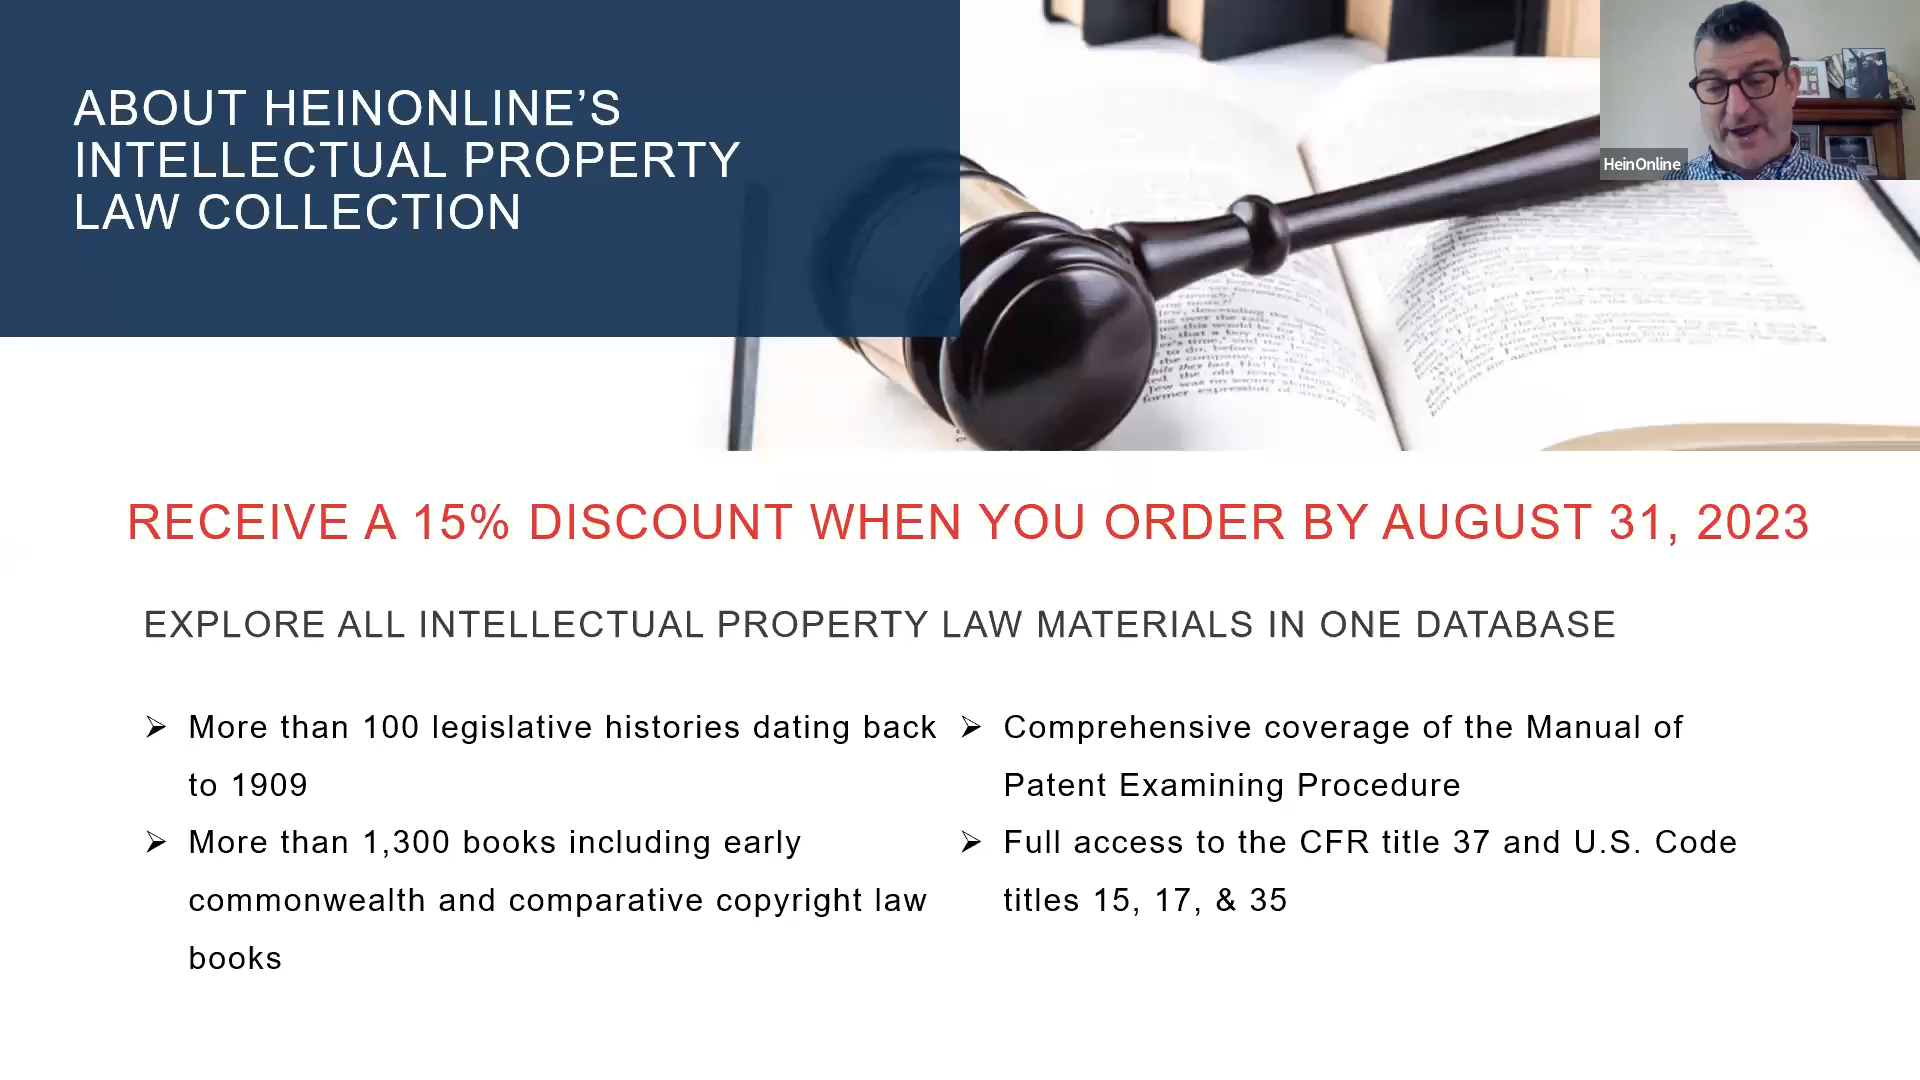 ABOUT HEINONLINE’S
INTELLECTUAL PROPERTY
LAW COLLECTION
HeinOnline
RECEIVE A 15% DISCOUNT WHEN YOU ORDER BY AUGUST 31, 2023
EXPLORE ALL INTELLECTUAL PROPERTY LAW MATERIALS IN ONE DATABASE
More than 100 legislative histories dating back
to 1909
More than 1,300 books including early
commonwealth and comparative copyright law
books
Comprehensive coverage of the Manual of
Patent Examining Procedure
Full access to the CFR title 37 and U.S. Code
titles 15, 17, & 35